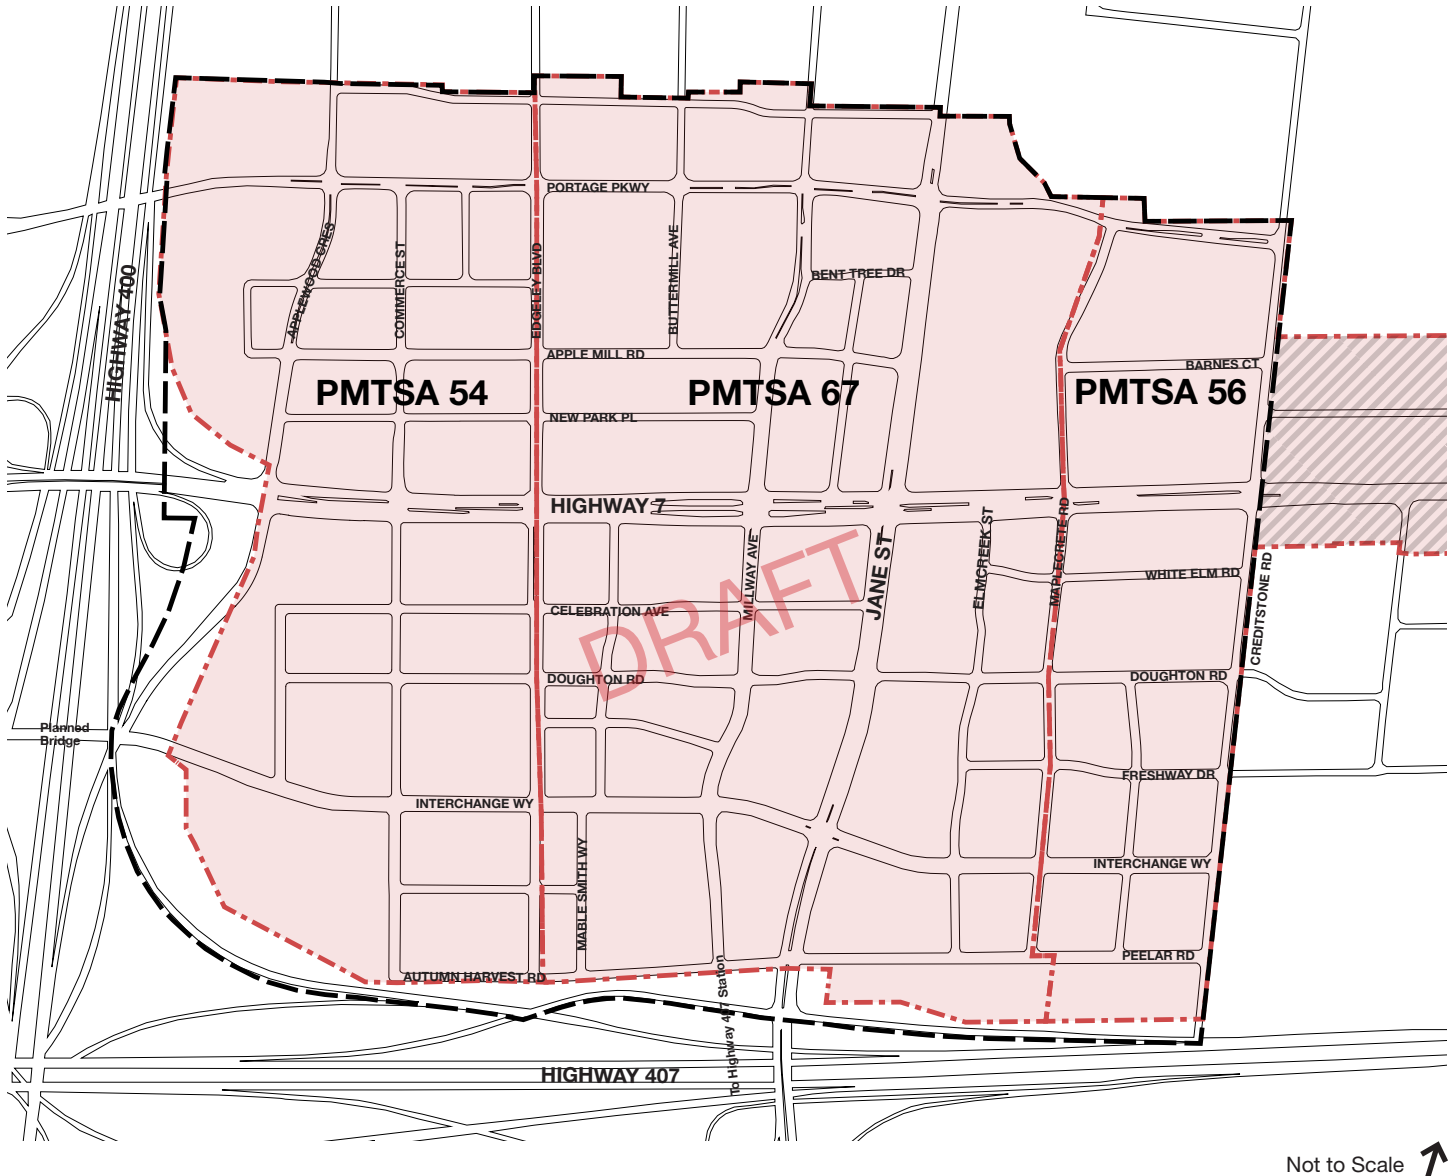 PORTAGE PKWY
APPLEWOOD CRES
COMMERCE ST
EDGELEY BLVD
BUTTERMILL AVE
BENT TREE DR
HIGHWAY 400
APPLE MILL RD
BARNES CT
PMTSA 54
PMTSA 67
PMTSA 56
NEW PARK PL
HIGHWAY 7
MILLWAY AVE
JANE ST
ELMCREEK ST
MAPLECRETE RD
WHITE ELM RD
CREDITSTONE RD
DRAFT
CELEBRATION AVE
DOUGHTON RD
DOUGHTON RD
Planned
Bridge
FRESHWAY DR
INTERCHANGE WY
MABLE SMITH WY
INTERCHANGE WY
PEELAR RD
AUTUMN HARVEST RD
To Highway 407 Station
HIGHWAY 407
Not to Scale